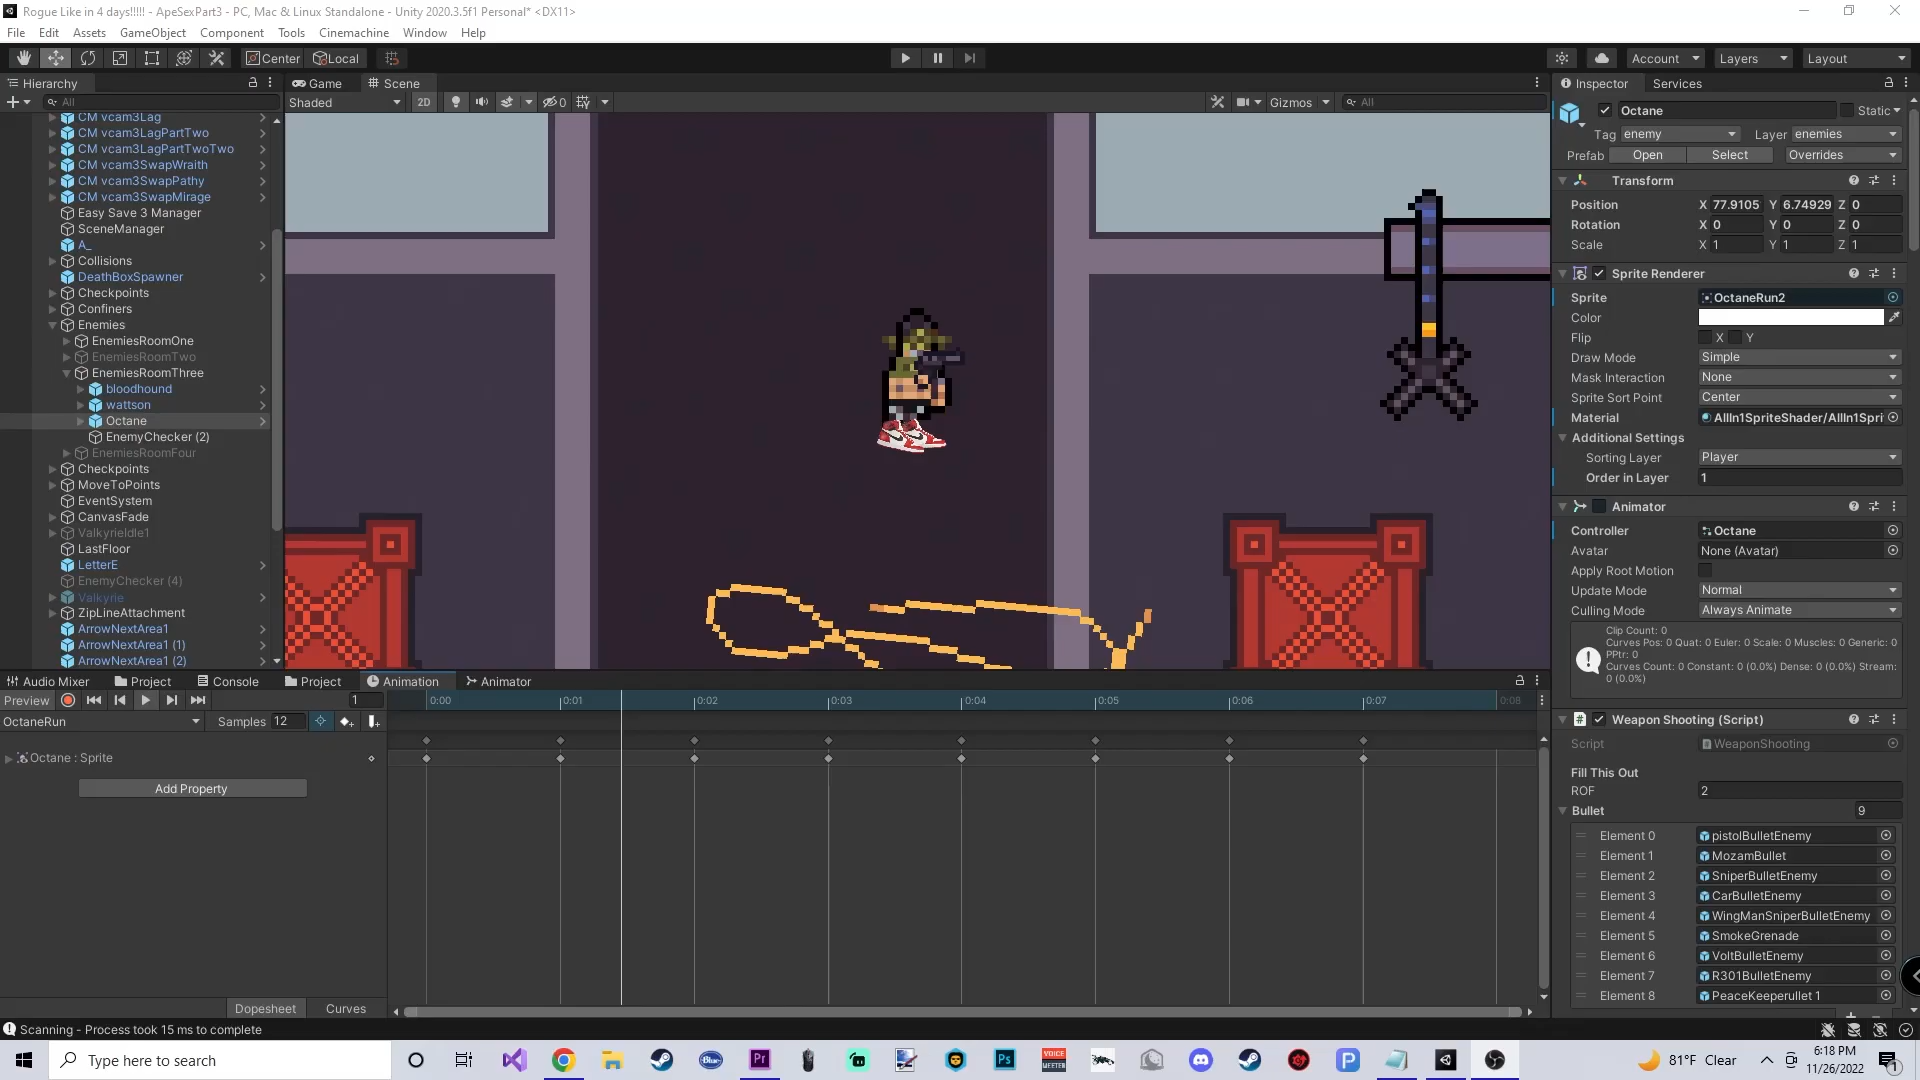 Rogue Like in 4 days!!!!! - ApeSexPart3 - PC, Mac & Linux Standalone - Unity 2020.3.5f1 Personal* <DX11>
File Edit Assets GameObject Component Tools Cinemachine Window Help
Center Local Account Layers Layout
Hierarchy Game Scene Inspector Services
All Shaded 2D 0 Gizmos All
CM vcam3Lag
CM vcam3LagPartTwo
CM vcam3LagPartTwoTwo
CM vcam3SwapWraith
CM vcam3SwapPathy
CM vcam3SwapMirage
Easy Save 3 Manager
SceneManager
A_
Collisions
DeathBoxSpawner
Checkpoints
Confiners
Enemies
EnemiesRoomOne
EnemiesRoomTwo
EnemiesRoomThree
bloodhound
wattson
Octane
EnemyChecker (2)
EnemiesRoomFour
Checkpoints
MoveToPoints
EventSystem
CanvasFade
ValkyrieIdle1
LastFloor
LetterE
EnemyChecker (4)
Valkyrie
ZipLineAttachment
ArrowNextArea1
ArrowNextArea1 (1)
ArrowNextArea1 (2)
Octane Static
Tag enemy Layer enemies
Prefab Open Select Overrides
Transform
Position X 77.9105 Y 6.74929 Z 0
Rotation X 0 Y 0 Z 0
Scale X 1 Y 1 Z 1
Sprite Renderer
Sprite OctaneRun2
Color
Flip X Y
Draw Mode Simple
Mask Interaction None
Sprite Sort Point Center
Material AllIn1SpriteShader/AllIn1Spri
Additional Settings
Sorting Layer Player
Order in Layer 1
Animator
Controller Octane
Avatar None (Avatar)
Apply Root Motion
Update Mode Normal
Culling Mode Always Animate
Clip Count: 0
Curves Pos: 0 Quat: 0 Euler: 0 Scale: 0 Muscles: 0 Generic: 0
PPtr: 0
Curves Count: 0 Constant: 0 (0.0%) Dense: 0 (0.0%) Stream:
0 (0.0%)
Weapon Shooting (Script)
Script WeaponShooting
Fill This Out
ROF 2
Bullet 9
Element 0 pistolBulletEnemy
Element 1 MozamBullet
Element 2 SniperBulletEnemy
Element 3 CarBulletEnemy
Element 4 WingManSniperBulletEnemy
Element 5 SmokeGrenade
Element 6 VoltBulletEnemy
Element 7 R301BulletEnemy
Element 8 PeaceKeeperullet 1
Audio Mixer Project Console Project Animation Animator
Preview 1 0:00 0:01 0:02 0:03 0:04 0:05 0:06 0:07 0:08
OctaneRun Samples 12
Octane : Sprite
Add Property
Dopesheet Curves
Scanning - Process took 15 ms to complete
Type here to search
Blue Pr Ps VOICE MEETER P
81°F Clear
6:18 PM
11/26/2022
1